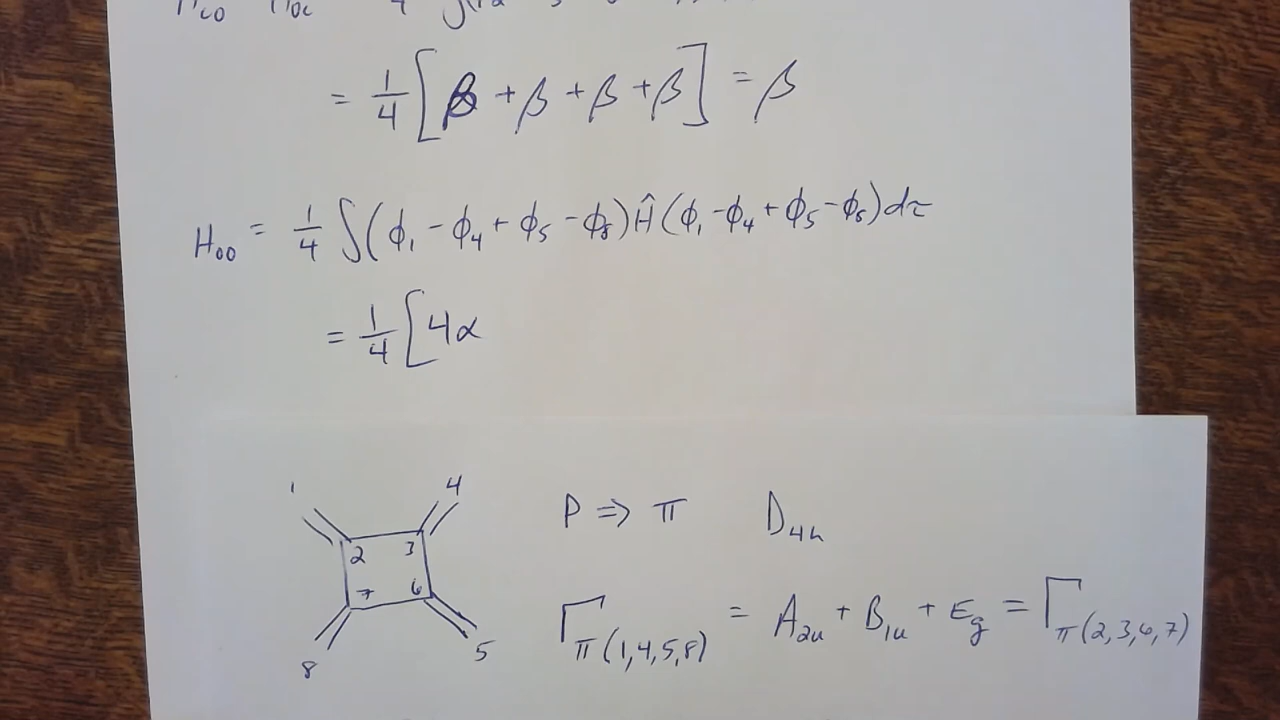 = 1/4 [β + β + β + β] = β
H₀₀ = 1/4 ∫(ϕ₁ - ϕ₄ + ϕ₅ - ϕ₈)Ĥ(ϕ₁ - ϕ₄ + ϕ₅ - ϕ₈)dτ
= 1/4 [4α
1 4
2 3
7 6
8 5
P ⇒ π D₄ₕ
Γπ(1,4,5,8) = A₂ᵤ + B₁ᵤ + E_g = Γπ(2,3,6,7)